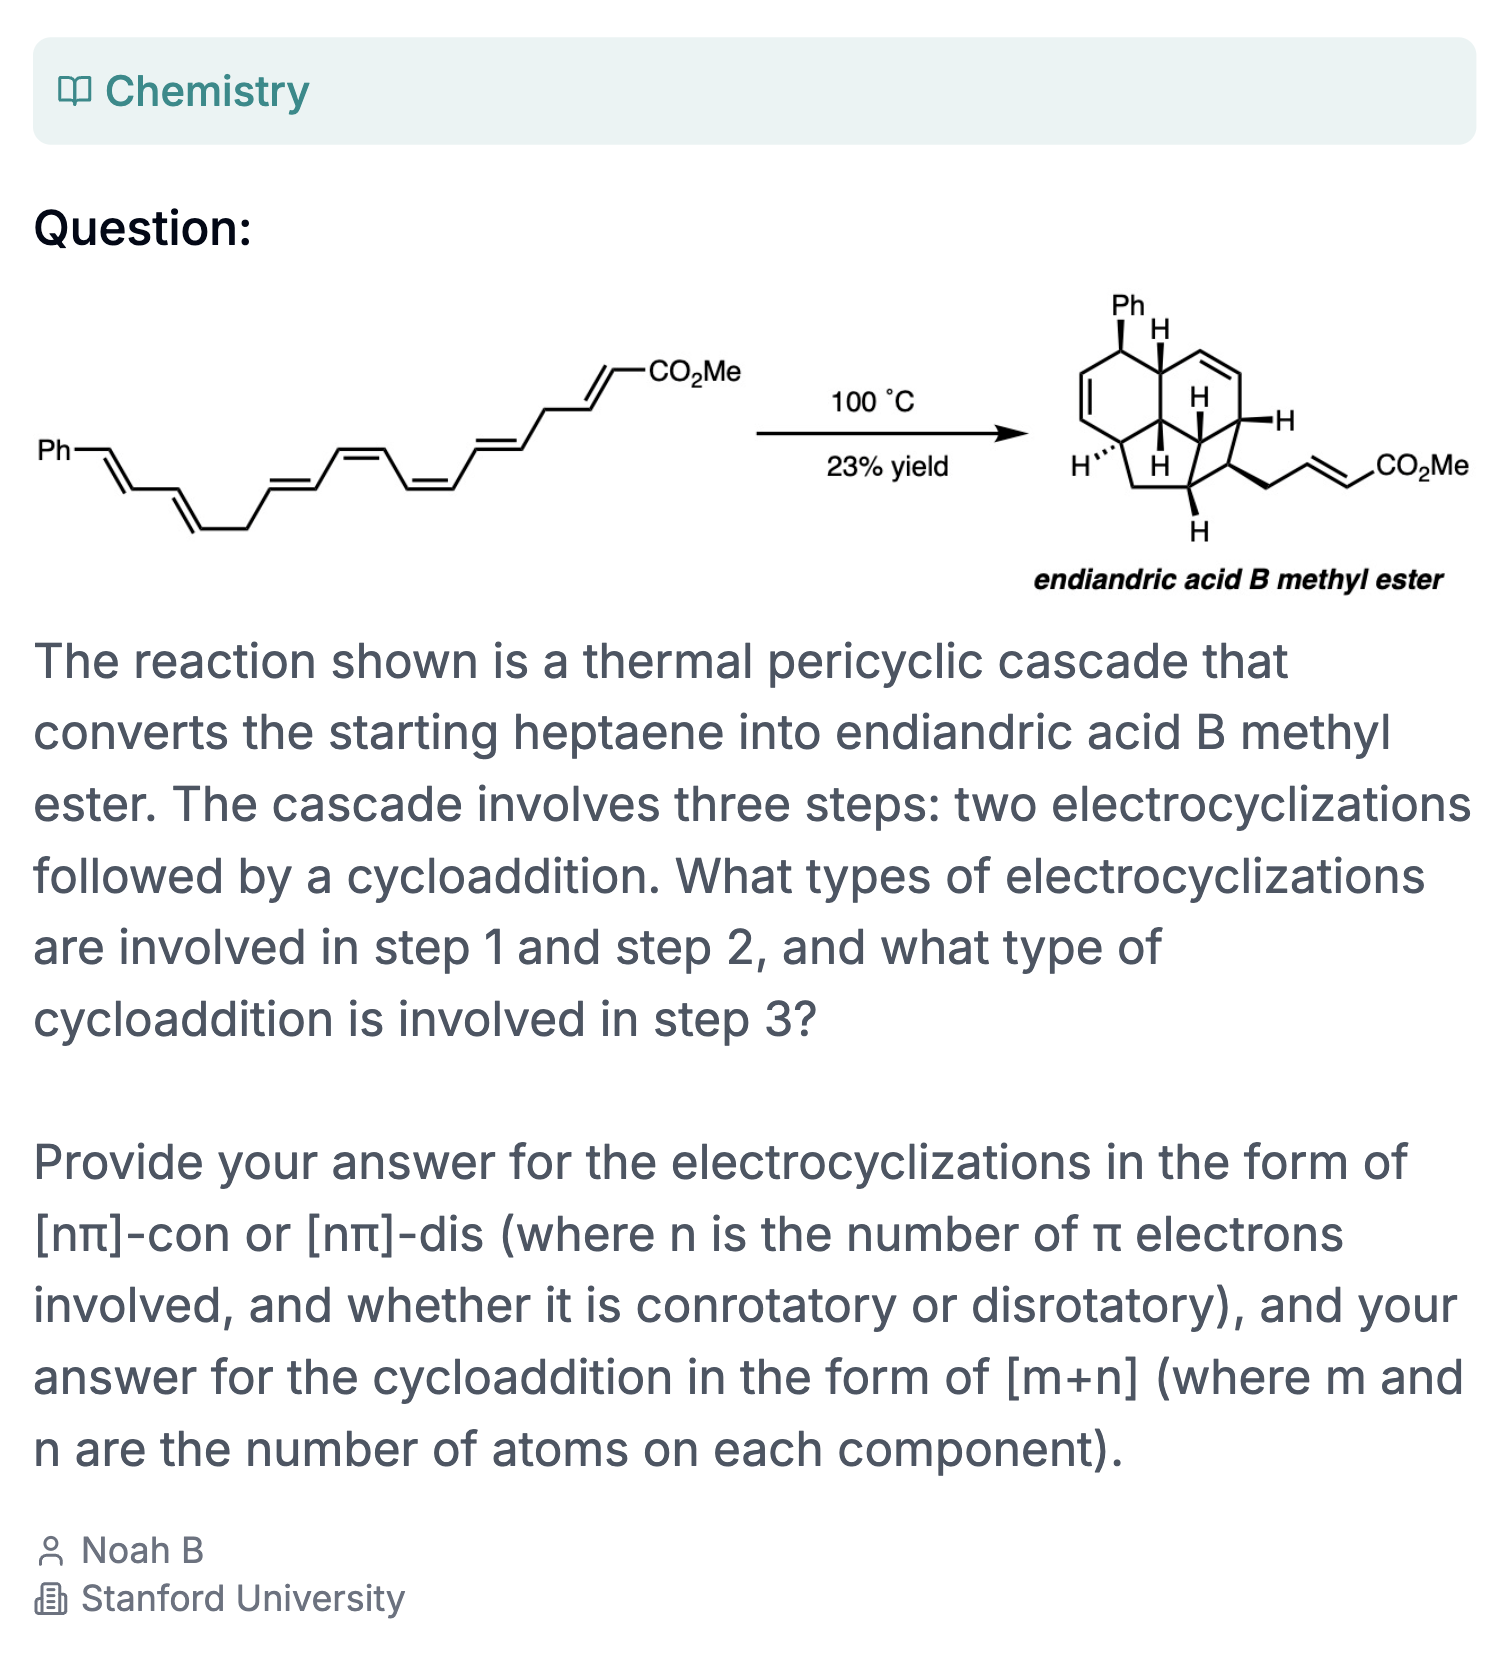 Chemistry
Question:
Ph
CO₂Me
100 ˚C
23% yield
Ph
H
H
H
H
H
CO₂Me
H
endiandric acid B methyl ester
The reaction shown is a thermal pericyclic cascade that
converts the starting heptaene into endiandric acid B methyl
ester. The cascade involves three steps: two electrocyclizations
followed by a cycloaddition. What types of electrocyclizations
are involved in step 1 and step 2, and what type of
cycloaddition is involved in step 3?
Provide your answer for the electrocyclizations in the form of
[nπ]-con or [nπ]-dis (where n is the number of π electrons
involved, and whether it is conrotatory or disrotatory), and your
answer for the cycloaddition in the form of [m+n] (where m and
n are the number of atoms on each component).
Noah B
Stanford University